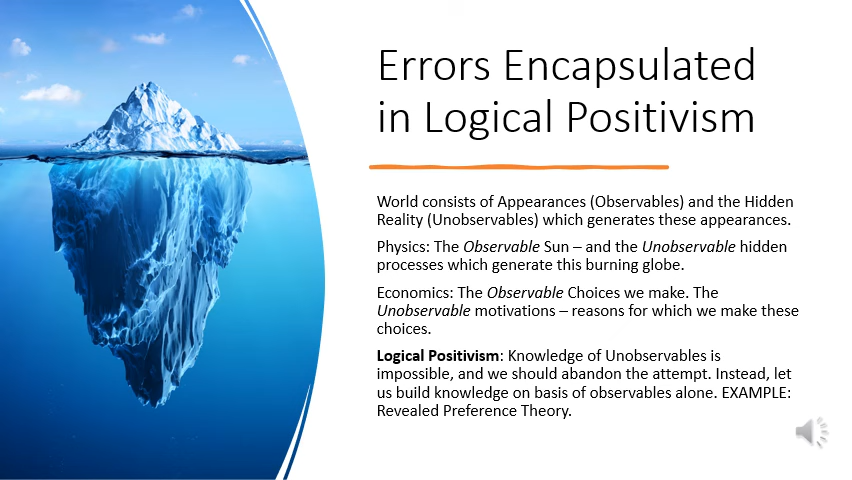 Errors Encapsulated
in Logical Positivism
World consists of Appearances (Observables) and the Hidden
Reality (Unobservables) which generates these appearances.
Physics: The Observable Sun – and the Unobservable hidden
processes which generate this burning globe.
Economics: The Observable Choices we make. The
Unobservable motivations – reasons for which we make these
choices.
Logical Positivism: Knowledge of Unobservables is
impossible, and we should abandon the attempt. Instead, let
us build knowledge on basis of observables alone. EXAMPLE:
Revealed Preference Theory.